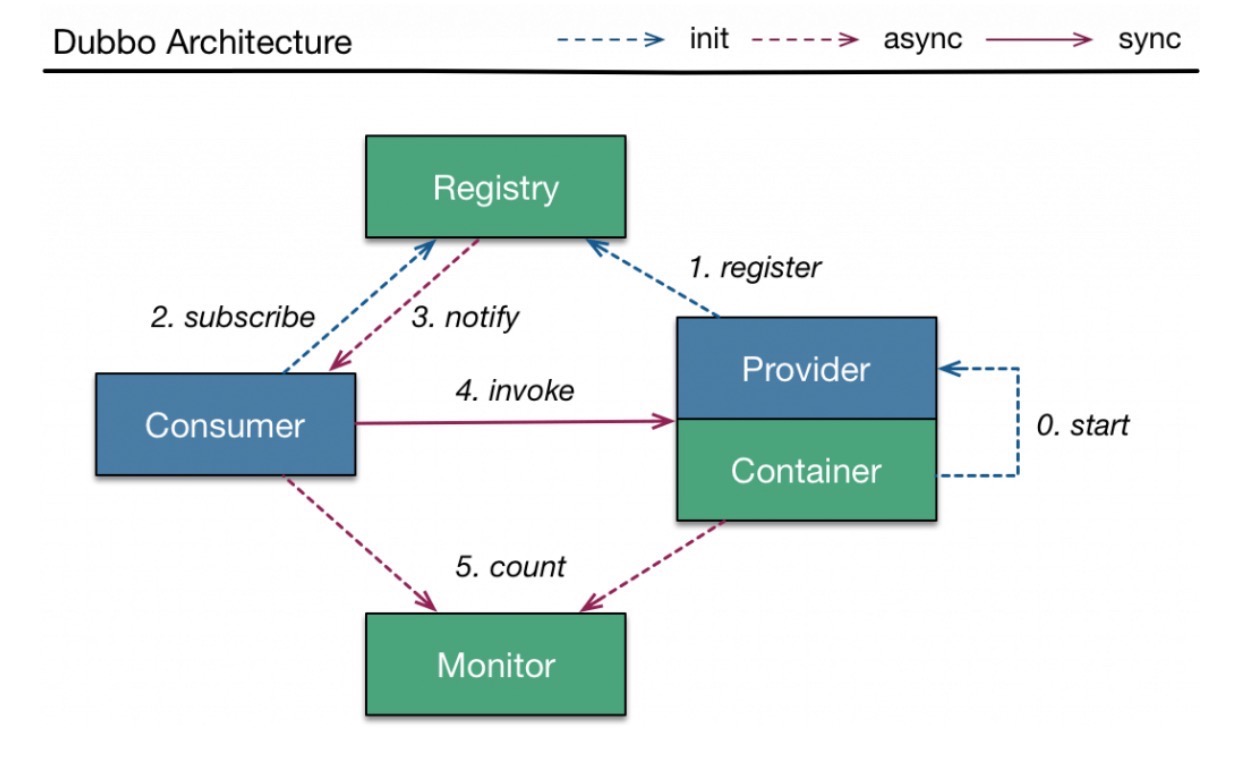 Dubbo Architecture
init
async
sync
Registry
1. register
2. subscribe
3. notify
Provider
4. invoke
Consumer
0. start
Container
5. count
Monitor